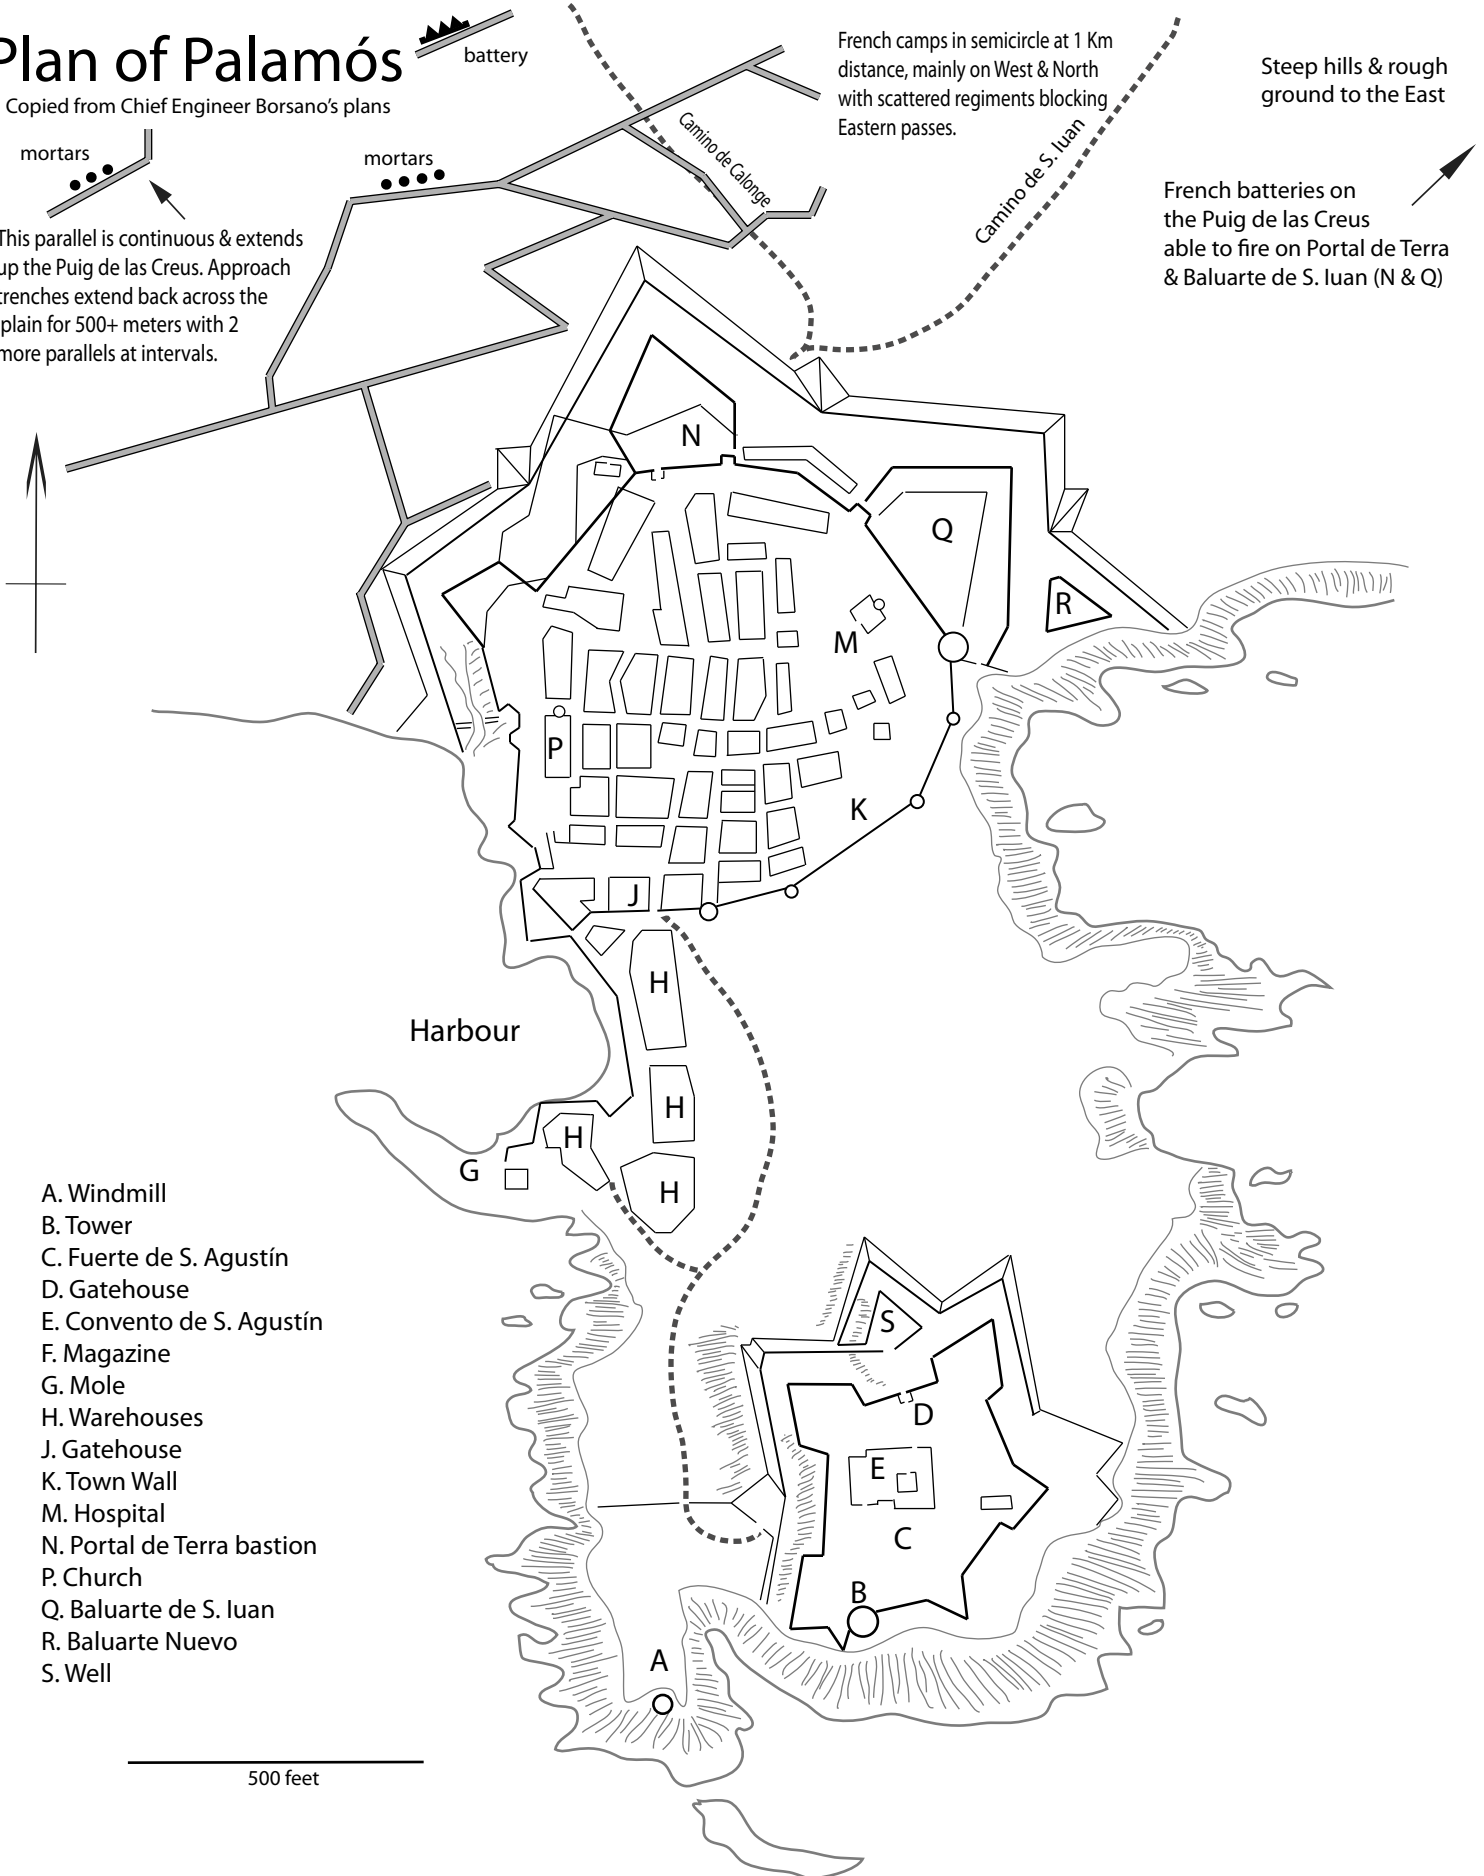 Plan of Palamós
Copied from Chief Engineer Borsano's plans
battery
mortars
mortars
This parallel is continuous & extends
up the Puig de las Creus. Approach
trenches extend back across the
plain for 500+ meters with 2
more parallels at intervals.
Camino de Calonge
French camps in semicircle at 1 Km
distance, mainly on West & North
with scattered regiments blocking
Eastern passes.
Camino de S. Iuan
Steep hills & rough
ground to the East
French batteries on
the Puig de las Creus
able to fire on Portal de Terra
& Baluarte de S. Iuan (N & Q)
N
Q
R
M
P
K
J
H
Harbour
H
H
G
H
S
D
E
C
B
A
A. Windmill
B. Tower
C. Fuerte de S. Agustín
D. Gatehouse
E. Convento de S. Agustín
F. Magazine
G. Mole
H. Warehouses
J. Gatehouse
K. Town Wall
M. Hospital
N. Portal de Terra bastion
P. Church
Q. Baluarte de S. Iuan
R. Baluarte Nuevo
S. Well
500 feet